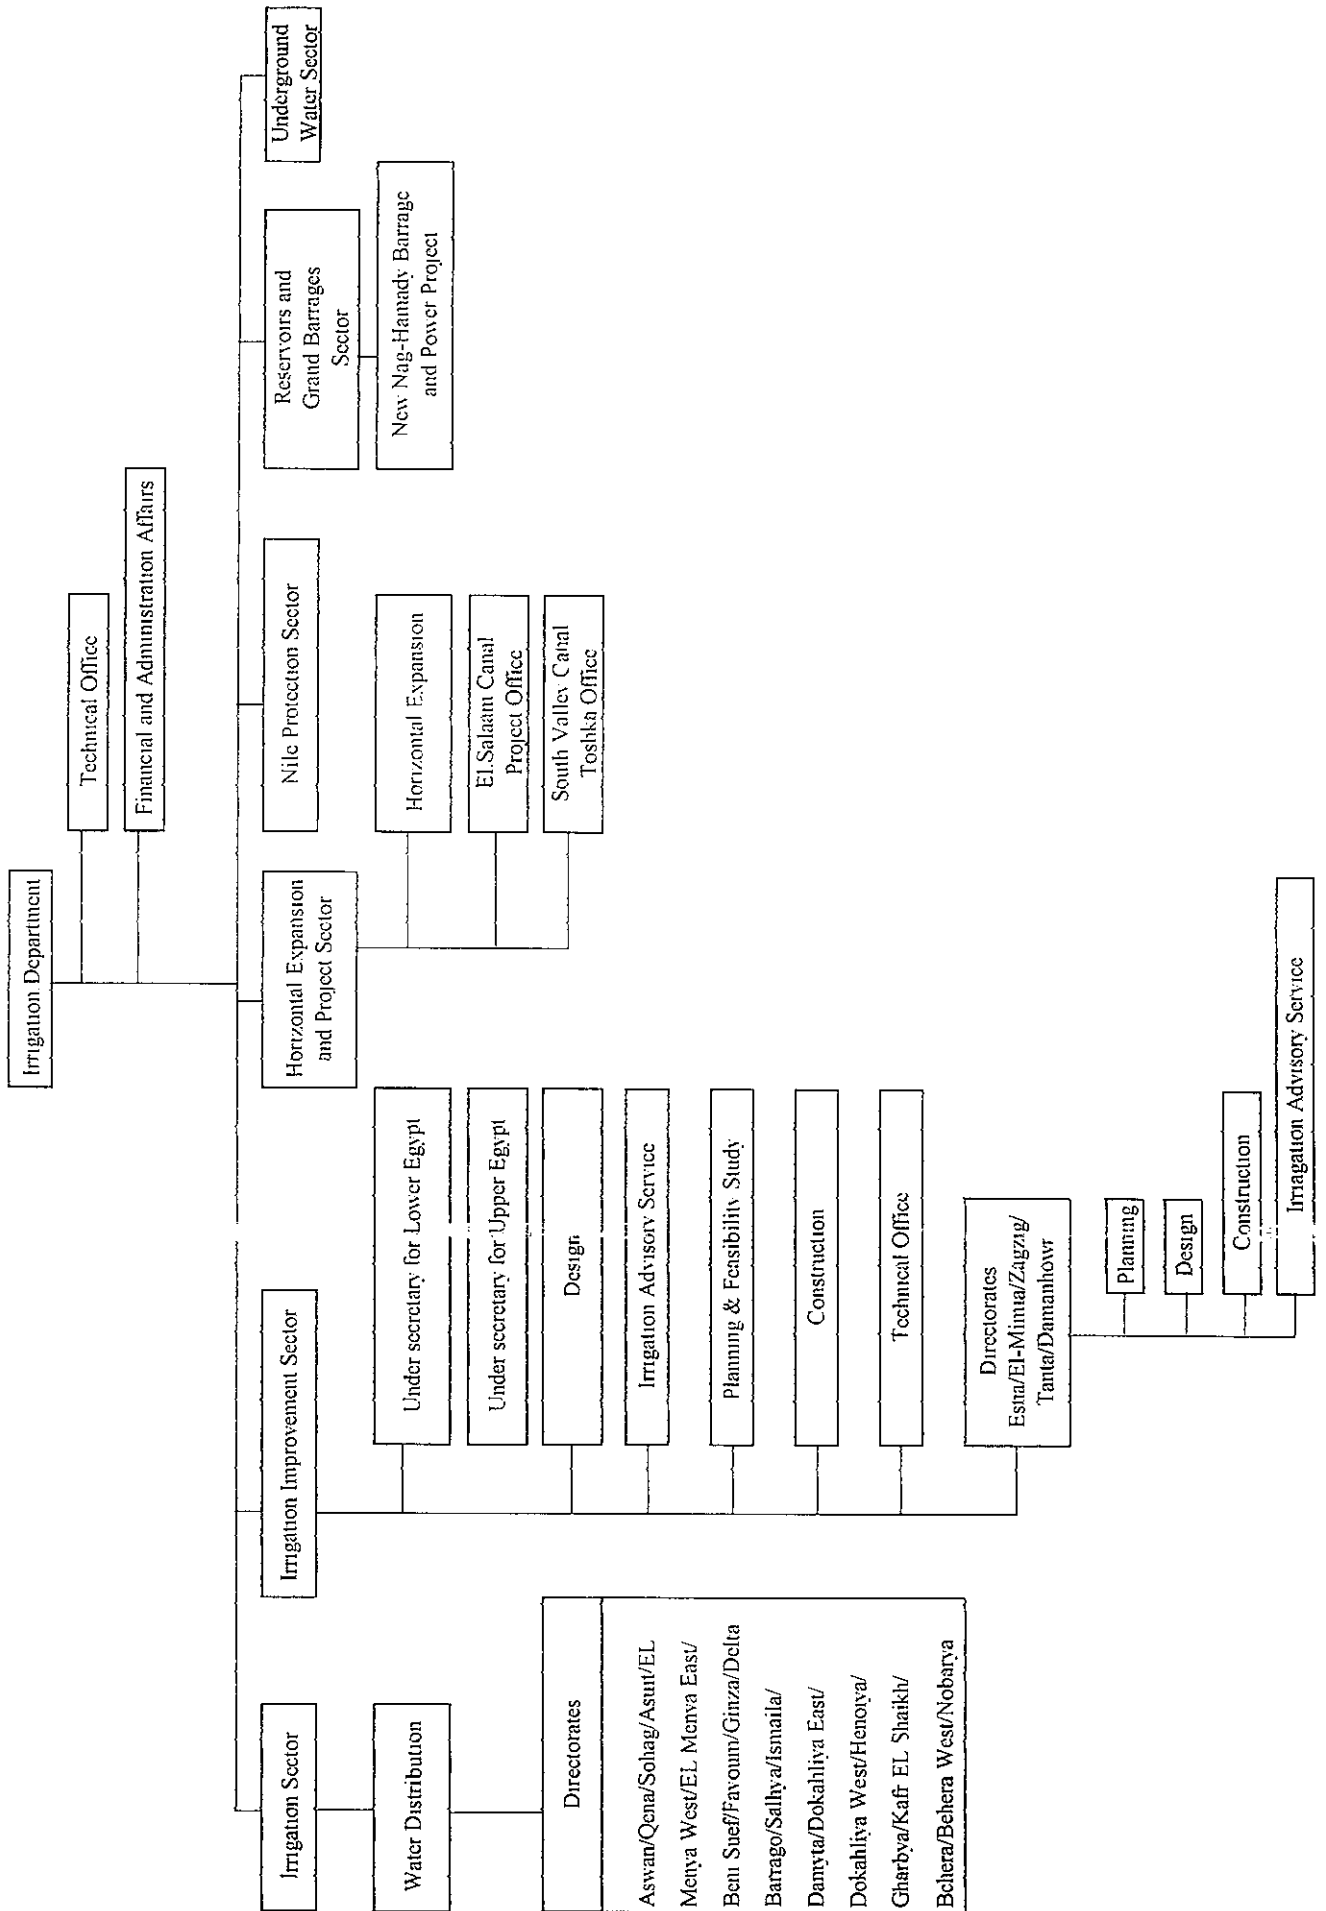 Irrigation Department
Technical Office
Financial and Administration Affairs
Irrigation Sector
Water Distribution
Directorates
Aswan/Qena/Sohag/Asuit/EL
Menya West/EL Menya East/
Beni Suef/Fayoum/Ginza/Delta
Barrago/Salhya/Ismaila/
Damyta/Dokahliya East/
Dokahliya West/Henoiya/
Gharbya/Kafr EL Shaikh/
Behera/Behera West/Nobarya
Irrigation Improvement Sector
Under secretary for Lower Egypt
Under secretary for Upper Egypt
Design
Irrigation Advisory Service
Planning & Feasibility Study
Construction
Technical Office
Directorates
Esna/El-Minia/Zagzig/
Tanta/Damanhowr
Planning
Design
Construction
Irriagation Advisory Service
Horizontal Expansion
and Project Sector
Horizontal Expansion
El.Salaam Canal
Project Office
South Valley Canal
Toshka Office
Nile Protection Sector
Reservoirs and
Grand Barrages
Sector
New Nag-Hamady Barrage
and Power Project
Underground
Water Sector